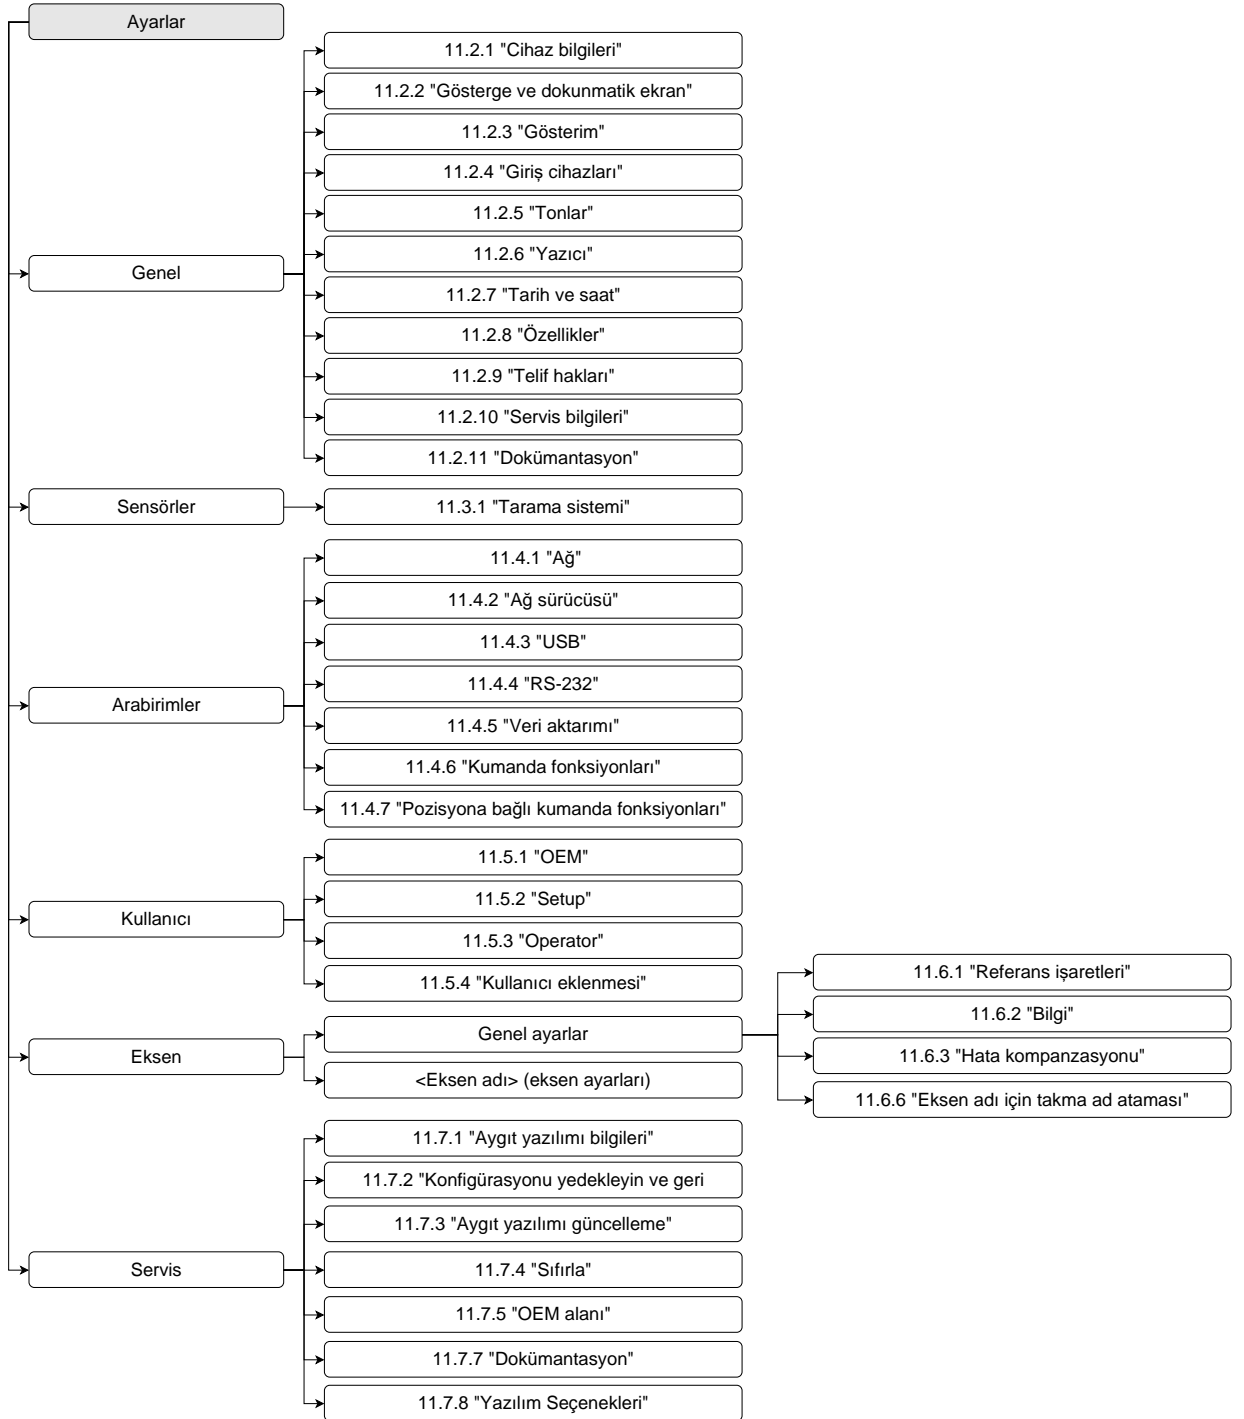 Ayarlar
11.2.1 "Cihaz bilgileri"
11.2.2 "Gösterge ve dokunmatik ekran"
11.2.3 "Gösterim"
11.2.4 "Giriş cihazları"
11.2.5 "Tonlar"
11.2.6 "Yazıcı"
Genel
11.2.7 "Tarih ve saat"
11.2.8 "Özellikler"
11.2.9 "Telif hakları"
11.2.10 "Servis bilgileri"
11.2.11 "Dokümantasyon"
Sensörler
11.3.1 "Tarama sistemi"
11.4.1 "Ağ"
11.4.2 "Ağ sürücüsü"
11.4.3 "USB"
11.4.4 "RS-232"
Arabirimler
11.4.5 "Veri aktarımı"
11.4.6 "Kumanda fonksiyonları"
11.4.7 "Pozisyona bağlı kumanda fonksiyonları"
11.5.1 "OEM"
11.5.2 "Setup"
Kullanıcı
11.5.3 "Operator"
11.5.4 "Kullanıcı eklenmesi"
Eksen
Genel ayarlar
<Eksen adı> (eksen ayarları)
11.6.1 "Referans işaretleri"
11.6.2 "Bilgi"
11.6.3 "Hata kompanzasyonu"
11.6.6 "Eksen adı için takma ad ataması"
11.7.1 "Aygıt yazılımı bilgileri"
11.7.2 "Konfigürasyonu yedekleyin ve geri
11.7.3 "Aygıt yazılımı güncelleme"
Servis
11.7.4 "Sıfırla"
11.7.5 "OEM alanı"
11.7.7 "Dokümantasyon"
11.7.8 "Yazılım Seçenekleri"